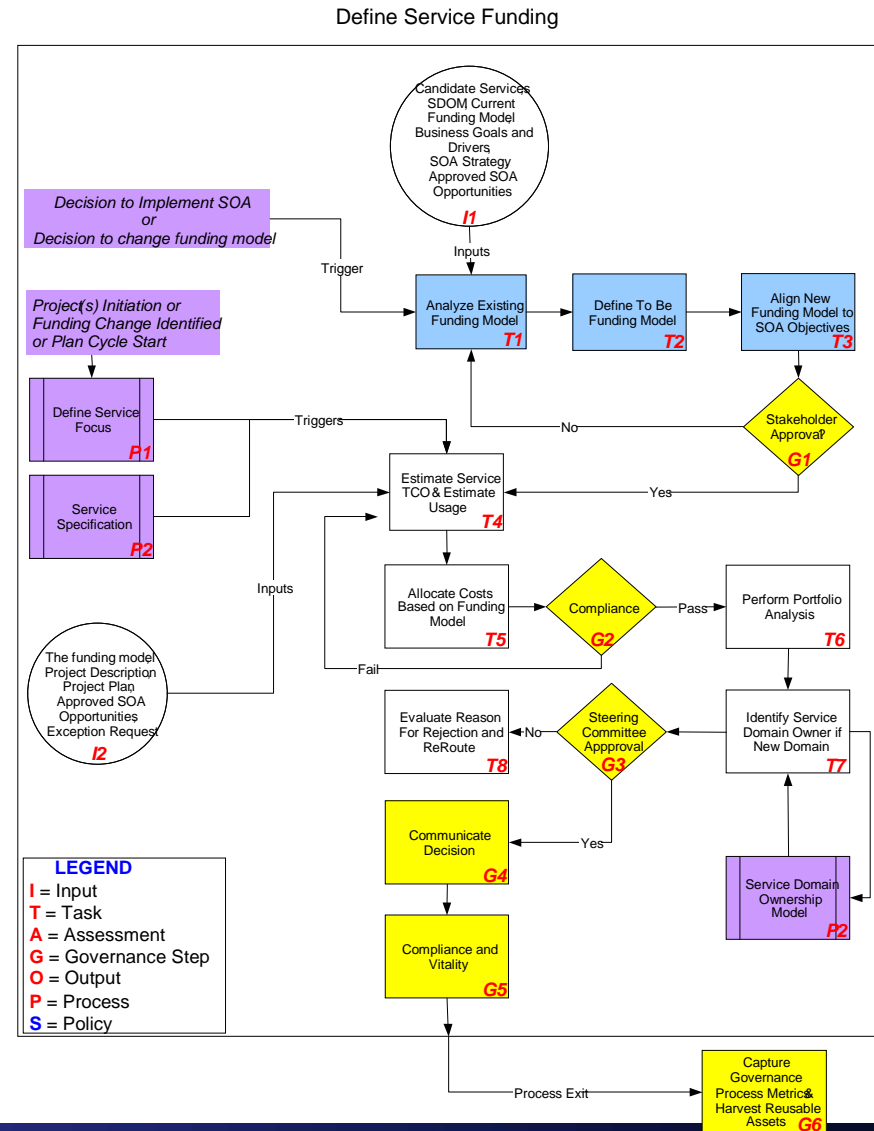 Define Service Funding
Candidate Services,
SDOM, Current
Funding Model,
Business Goals and
Drivers,
SOA Strategy
Approved SOA
Opportunities
I1
Decision to Implement SOA
or
Decision to change funding model
Inputs
Trigger
Analyze Existing
Funding Model
T1
Define To Be
Funding Model
T2
Align New
Funding Model to
SOA Objectives
T3
Project(s) Initiation or
Funding Change Identified
or Plan Cycle Start
Define Service
Focus
P1
Triggers
No
Stakeholder
Approval?
G1
Service
Specification
P2
Estimate Service
TCO & Estimate
Usage
T4
Yes
Inputs
Allocate Costs
Based on Funding
Model
T5
Compliance
G2
Pass
Perform Portfolio
Analysis
T6
Fail
The funding model,
Project Description,
Project Plan,
Approved SOA
Opportunities,
Exception Request
I2
Evaluate Reason
For Rejection and
ReRoute
T8
No
Steering
Committee
Appproval
G3
Identify Service
Domain Owner if
New Domain
T7
Communicate
Decision
G4
Yes
Service Domain
Ownership
Model
P2
LEGEND
I = Input
T = Task
A = Assessment
G = Governance Step
O = Output
P = Process
S = Policy
Compliance and
Vitality
G5
Process Exit
Capture
Governance
Process Metrics &
Harvest Reusable
Assets
G6